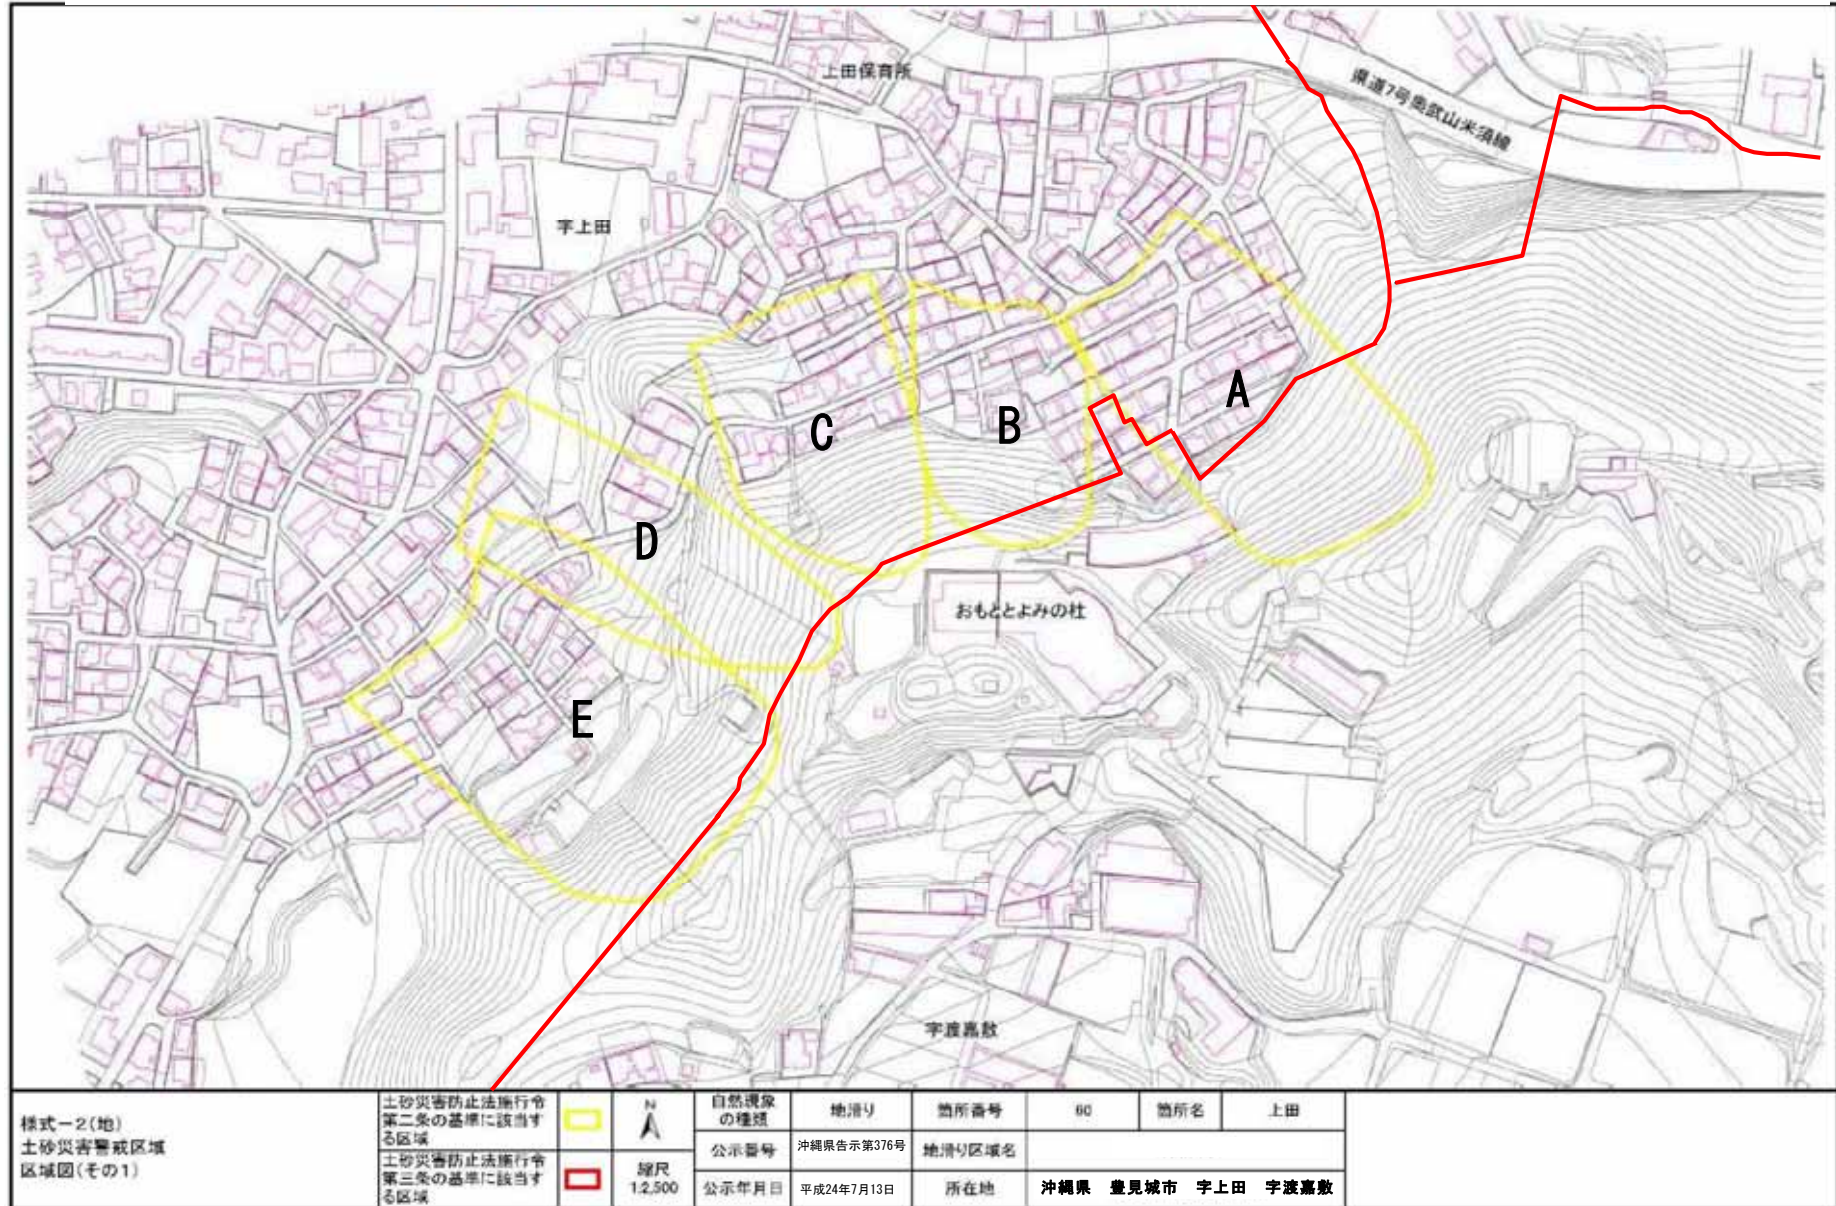 上田保育所
県道7号奥武山米須線
字上田
A
B
C
D
E
おもととよみの杜
字渡嘉敷
様式-2(地)
土砂災害警戒区域
区域図(その1)
土砂災害防止法施行令
第二条の基準に該当す
る区域
土砂災害防止法施行令
第三条の基準に該当す
る区域
N
縮尺
1:2,500
自然現象
の種類
地滑り
箇所番号
60
箇所名
上田
公示番号
沖縄県告示第376号
地滑り区域名
公示年月日
平成24年7月13日
所在地
沖縄県 豊見城市 字上田 字渡嘉敷